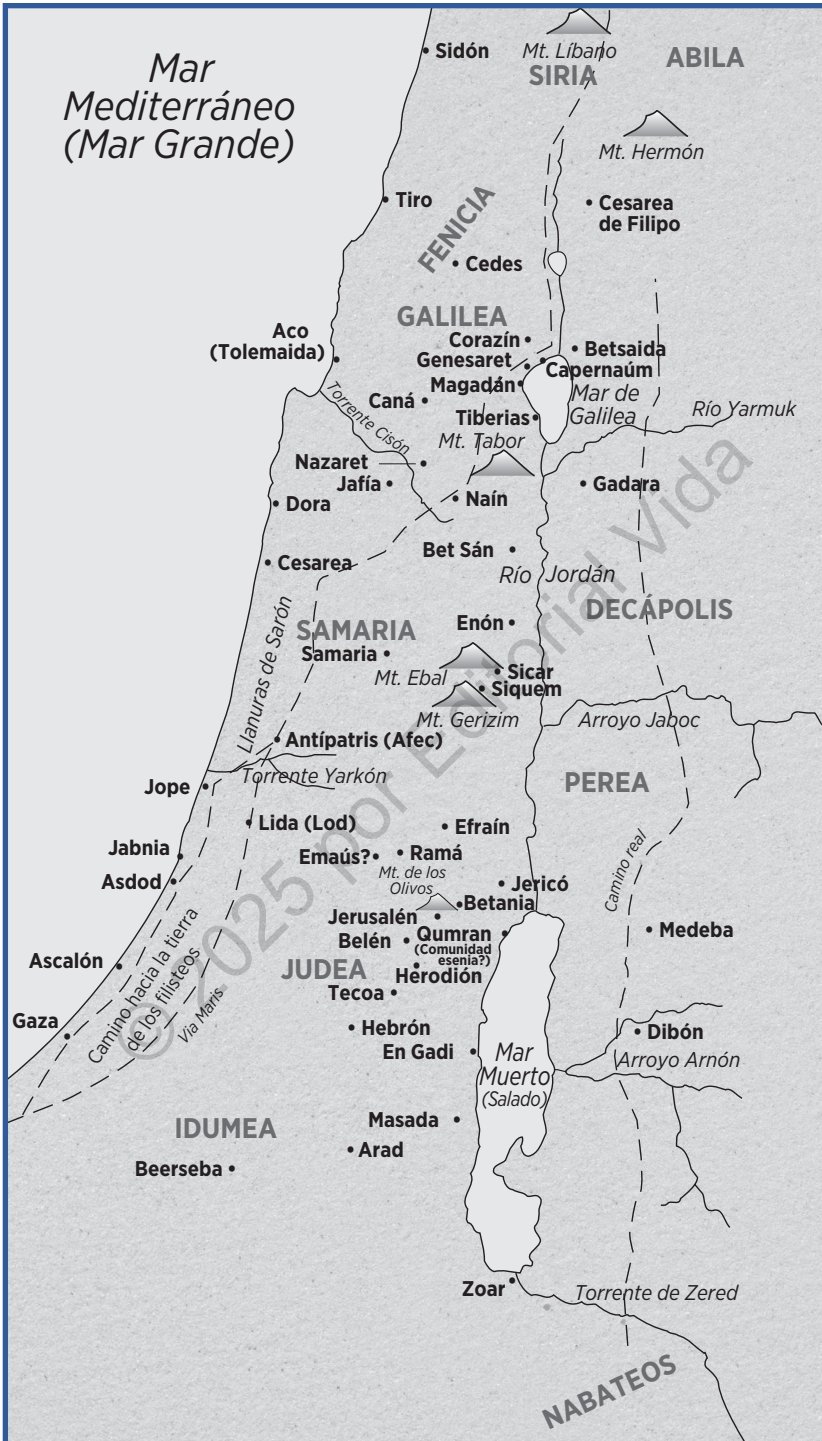 Mar
Mediterráneo
(Mar Grande)
Sidón
Mt. Líbano
SIRIA
ABILA
Mt. Hermón
Tiro
FENICIA
Cesarea
de Filipo
Cedes
GALILEA
Aco
(Tolemaida)
Corazín
Betsaida
Genesaret
Capernaúm
Magadán
Mar de
Galilea
Caná
Torrente Cisón
Tiberias
Río Yarmuk
Mt. Tabor
Nazaret
Jafía
Naín
Gadara
Dora
Bet Sán
Cesarea
Río Jordán
DECÁPOLIS
Enón
SAMARIA
Samaria
Llanuras de Sarón
Mt. Ebal
Sicar
Siquem
Mt. Gerizim
Arroyo Jaboc
Antípatris (Afec)
Torrente Yarkón
Jope
PEREA
Lida (Lod)
Efraín
Camino real
Jabnia
Emaús?
Ramá
Mt. de los
Olivos
Asdod
Jericó
Betania
Jerusalén
Belén
Qumran
(Comunidad
esenia?)
Medeba
Ascalón
JUDEA
Herodión
Camino hacia la tierra
de los filisteos
Via Maris
Tecoa
Gaza
Hebrón
Dibón
En Gadi
Mar
Muerto
(Salado)
Arroyo Arnón
IDUMEA
Masada
Arad
Beerseba
Zoar
Torrente de Zered
NABATEOS
© 2025 por Editorial Vida